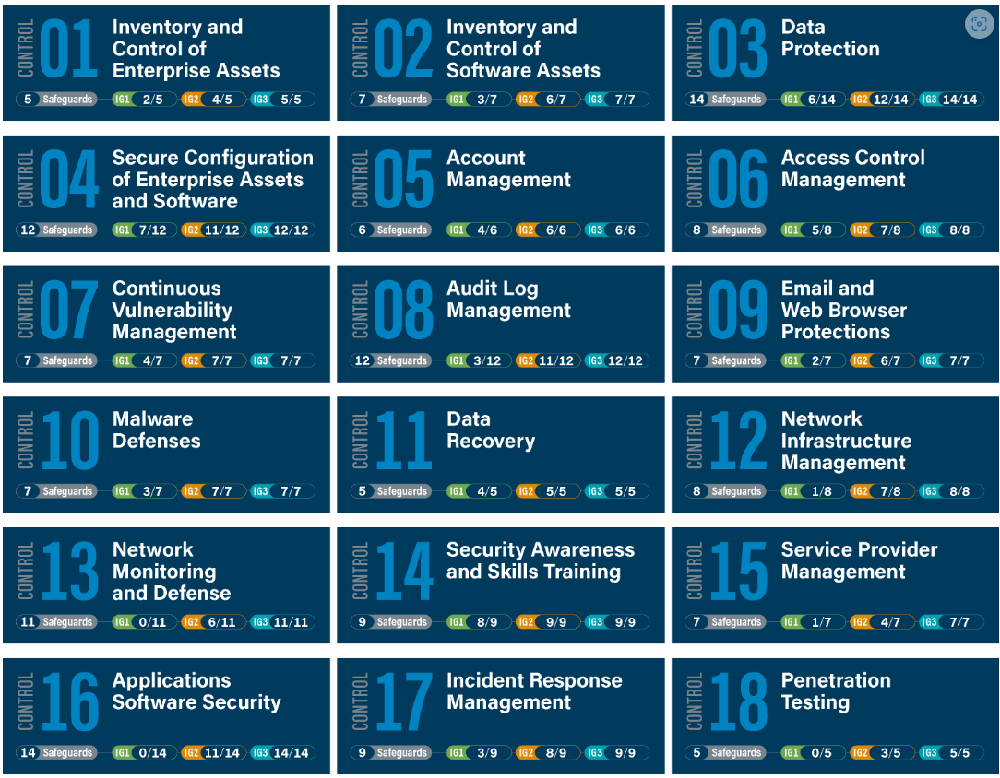 CONTROL 01 Inventory and
Control of
Enterprise Assets
5 Safeguards IG1 2/5 IG2 4/5 IG3 5/5
CONTROL 02 Inventory and
Control of
Software Assets
7 Safeguards IG1 3/7 IG2 6/7 IG3 7/7
CONTROL 03 Data
Protection
14 Safeguards IG1 6/14 IG2 12/14 IG3 14/14
CONTROL 04 Secure Configuration
of Enterprise Assets
and Software
12 Safeguards IG1 7/12 IG2 11/12 IG3 12/12
CONTROL 05 Account
Management
6 Safeguards IG1 4/6 IG2 6/6 IG3 6/6
CONTROL 06 Access Control
Management
8 Safeguards IG1 5/8 IG2 7/8 IG3 8/8
CONTROL 07 Continuous
Vulnerability
Management
7 Safeguards IG1 4/7 IG2 7/7 IG3 7/7
CONTROL 08 Audit Log
Management
12 Safeguards IG1 3/12 IG2 11/12 IG3 12/12
CONTROL 09 Email and
Web Browser
Protections
7 Safeguards IG1 2/7 IG2 6/7 IG3 7/7
CONTROL 10 Malware
Defenses
7 Safeguards IG1 3/7 IG2 7/7 IG3 7/7
CONTROL 11 Data
Recovery
5 Safeguards IG1 4/5 IG2 5/5 IG3 5/5
CONTROL 12 Network
Infrastructure
Management
8 Safeguards IG1 1/8 IG2 7/8 IG3 8/8
CONTROL 13 Network
Monitoring
and Defense
11 Safeguards IG1 0/11 IG2 6/11 IG3 11/11
CONTROL 14 Security Awareness
and Skills Training
9 Safeguards IG1 8/9 IG2 9/9 IG3 9/9
CONTROL 15 Service Provider
Management
7 Safeguards IG1 1/7 IG2 4/7 IG3 7/7
CONTROL 16 Applications
Software Security
14 Safeguards IG1 0/14 IG2 11/14 IG3 14/14
CONTROL 17 Incident Response
Management
9 Safeguards IG1 3/9 IG2 8/9 IG3 9/9
CONTROL 18 Penetration
Testing
5 Safeguards IG1 0/5 IG2 3/5 IG3 5/5